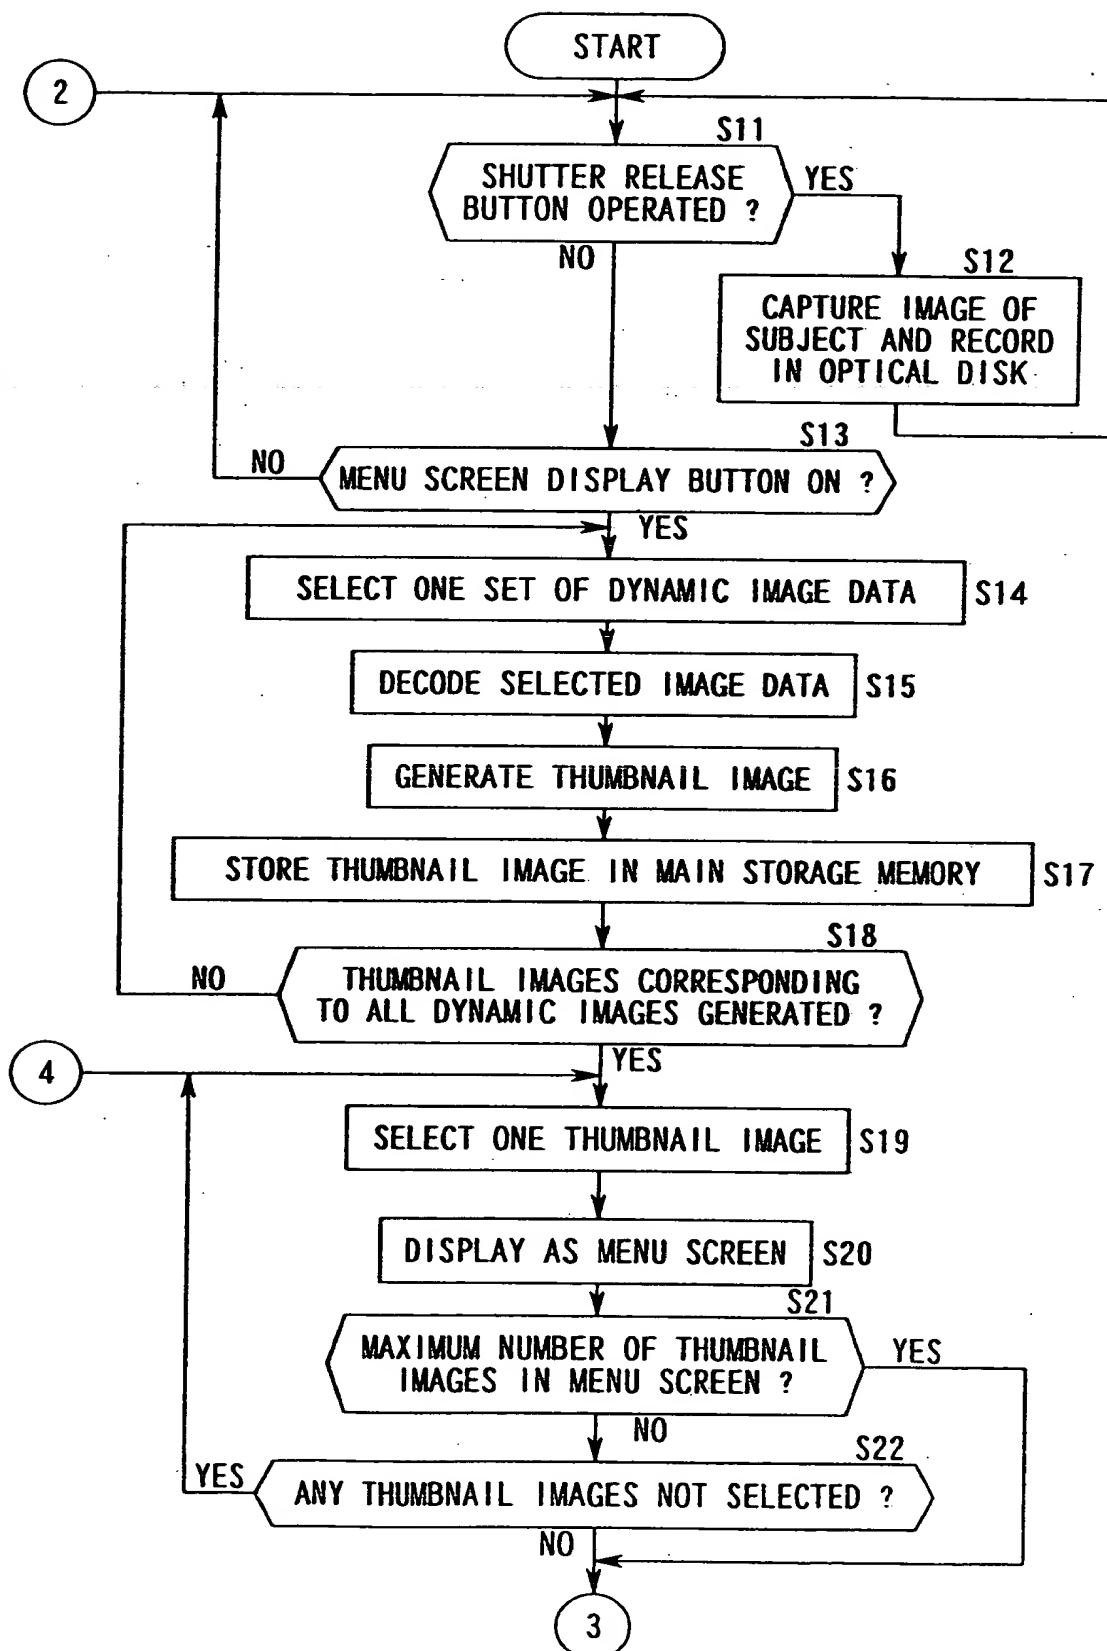 START
2
S11
SHUTTER RELEASE
BUTTON OPERATED ?
YES
NO
S12
CAPTURE IMAGE OF
SUBJECT AND RECORD
IN OPTICAL DISK
S13
NO
MENU SCREEN DISPLAY BUTTON ON ?
YES
SELECT ONE SET OF DYNAMIC IMAGE DATA
S14
DECODE SELECTED IMAGE DATA
S15
GENERATE THUMBNAIL IMAGE
S16
STORE THUMBNAIL IMAGE IN MAIN STORAGE MEMORY
S17
S18
NO
THUMBNAIL IMAGES CORRESPONDING
TO ALL DYNAMIC IMAGES GENERATED ?
YES
4
SELECT ONE THUMBNAIL IMAGE
S19
DISPLAY AS MENU SCREEN
S20
S21
MAXIMUM NUMBER OF THUMBNAIL
IMAGES IN MENU SCREEN ?
YES
NO
S22
YES
ANY THUMBNAIL IMAGES NOT SELECTED ?
NO
3